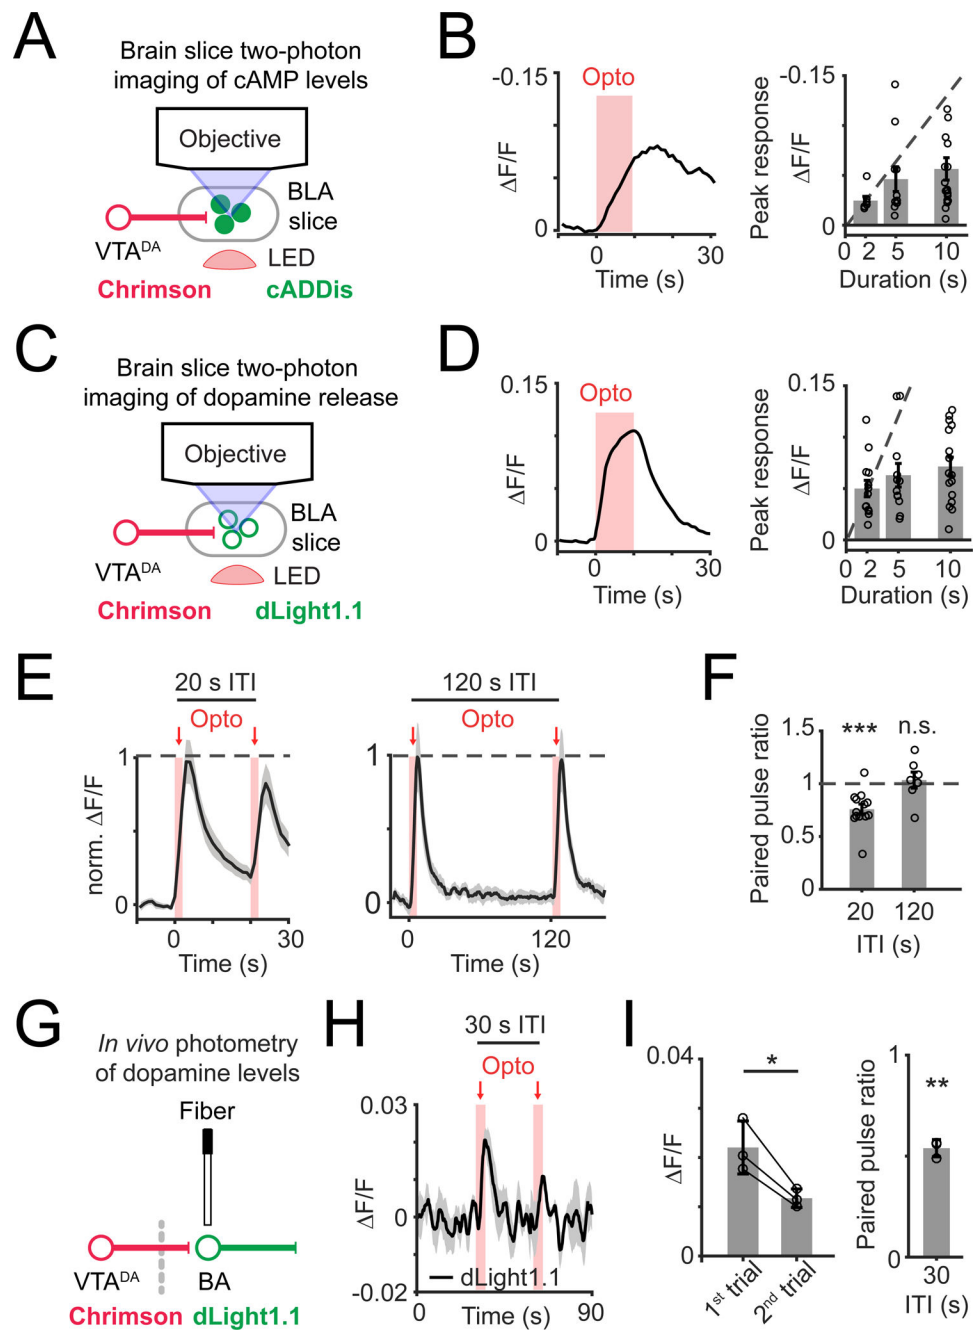 A
Brain slice two-photon
imaging of cAMP levels
Objective
BLA
slice
VTADA
LED
Chrimson
cADDis
B
-0.15
Opto
ΔF/F
0
0
30
Time (s)
-0.15
Peak response
ΔF/F
0
0 2 5 10
Duration (s)
C
Brain slice two-photon
imaging of dopamine release
Objective
BLA
slice
VTADA
LED
Chrimson
dLight1.1
D
0.15
Opto
ΔF/F
0
0
30
Time (s)
0.15
Peak response
ΔF/F
0
0 2 5 10
Duration (s)
E
20 s ITI
Opto
1
norm. ΔF/F
0
0
30
Time (s)
120 s ITI
Opto
1
0
0
120
Time (s)
F
1.5
*** n.s.
1
Paired pulse ratio
0.5
0
20 120
ITI (s)
G
In vivo photometry
of dopamine levels
Fiber
VTADA
BA
Chrimson dLight1.1
H
30 s ITI
Opto
0.03
ΔF/F
0
-0.02
dLight1.1
0
90
Time (s)
I
0.04
*
ΔF/F
0
1st trial
2nd trial
1
**
Paired pulse ratio
0
30
ITI (s)